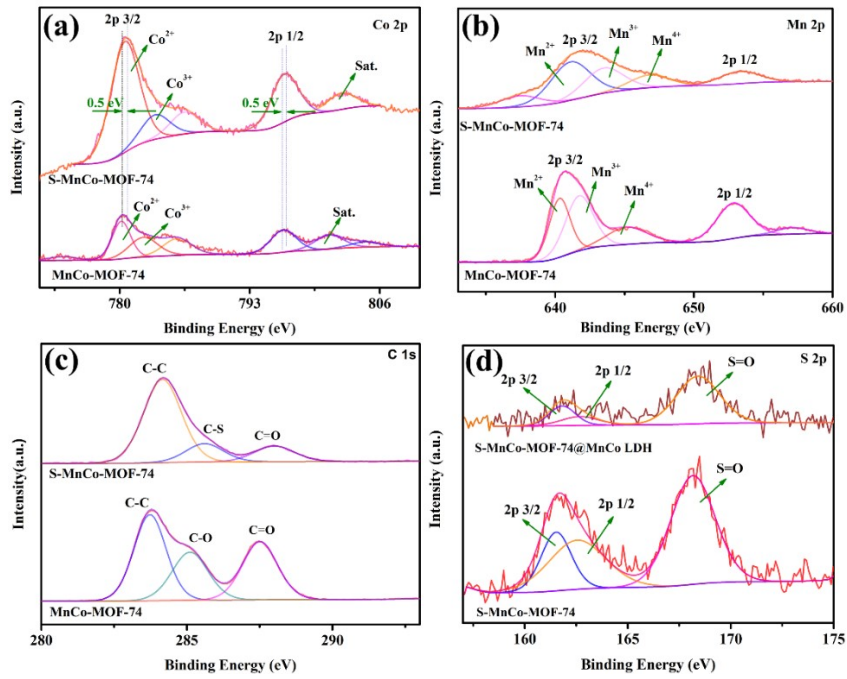 (a)
Co 2p
2p 3/2
Co2+
2p 1/2
Co3+
Sat.
0.5 eV
0.5 eV
S-MnCo-MOF-74
Co2+
Co3+
Sat.
MnCo-MOF-74
Intensity (a.u.)
780 793 806
Binding Energy (eV)
(b)
Mn 2p
Mn2+
2p 3/2
Mn3+
Mn4+
2p 1/2
S-MnCo-MOF-74
2p 3/2
Mn2+
Mn3+
Mn4+
2p 1/2
MnCo-MOF-74
Intensity (a.u.)
640 650 660
Binding Energy (eV)
(c)
C 1s
C-C
C-S
C=O
S-MnCo-MOF-74
C-C
C-O
C=O
MnCo-MOF-74
Intensity(a.u.)
280 285 290
Binding Energy (eV)
(d)
S 2p
2p 3/2
2p 1/2
S=O
S-MnCo-MOF-74@MnCo LDH
2p 3/2
2p 1/2
S=O
S-MnCo-MOF-74
Intensity (a.u.)
160 165 170 175
Binding Energy (eV)